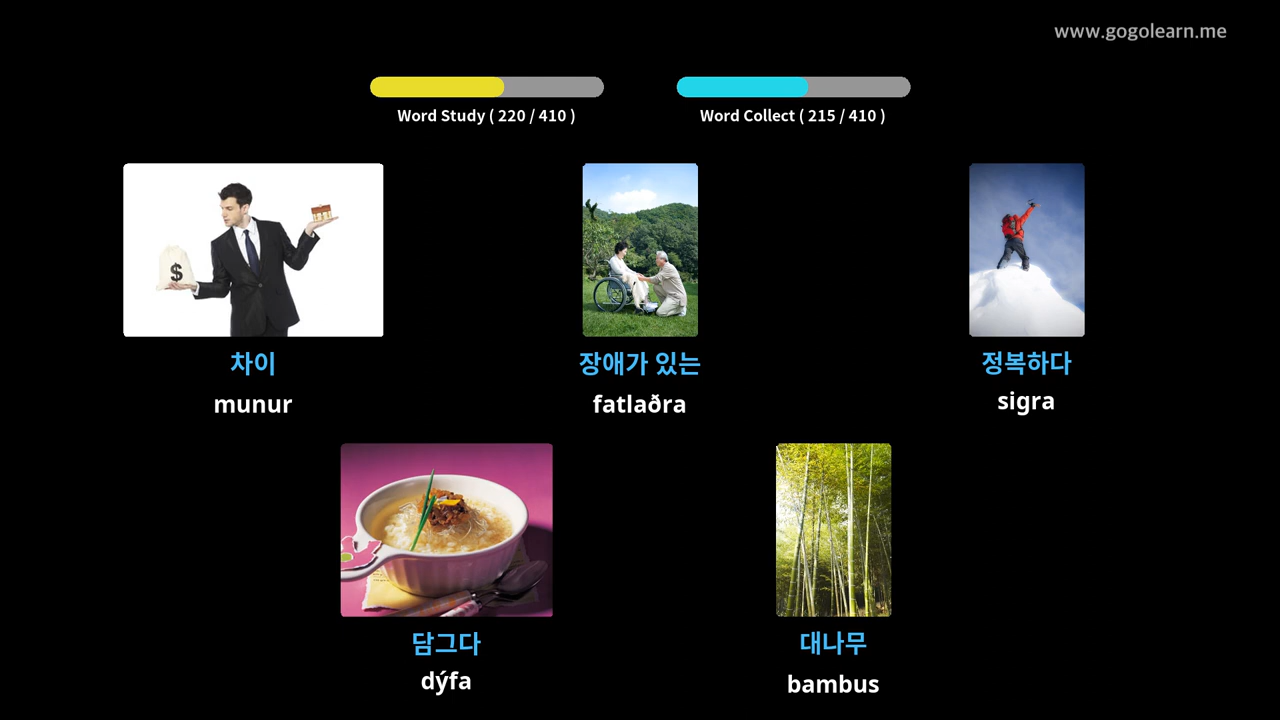 www.gogolearn.me
Word Study ( 220 / 410 )
Word Collect ( 215 / 410 )
$
차이
munur
장애가 있는
fatlaðra
정복하다
sigra
담그다
dýfa
대나무
bambus